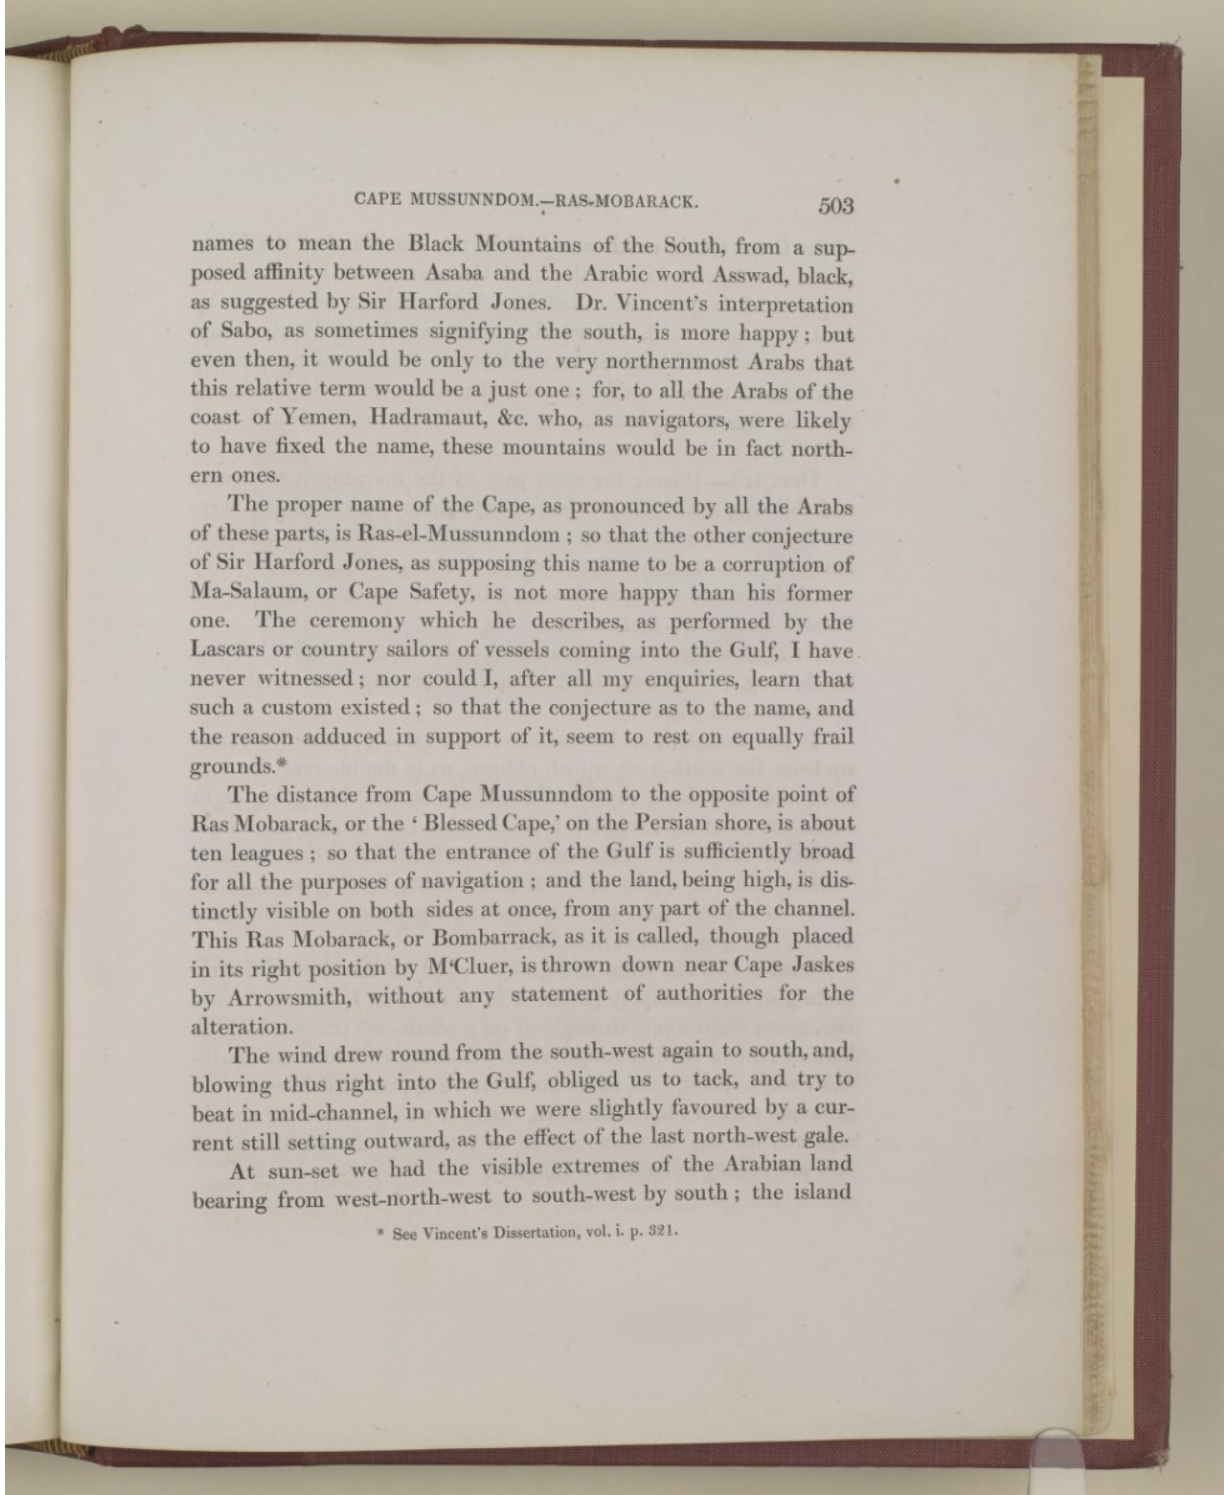 CAPE MUSSUNNDOM.—RAS-MOBARACK. 503
names to mean the Black Mountains of the South, from a sup-
posed affinity between Asaba and the Arabic word Asswad, black,
as suggested by Sir Harford Jones. Dr. Vincent's interpretation
of Sabo, as sometimes signifying the south, is more happy; but
even then, it would be only to the very northernmost Arabs that
this relative term would be a just one; for, to all the Arabs of the
coast of Yemen, Hadramaut, &c. who, as navigators, were likely
to have fixed the name, these mountains would be in fact north-
ern ones.
The proper name of the Cape, as pronounced by all the Arabs
of these parts, is Ras-el-Mussunndom; so that the other conjecture
of Sir Harford Jones, as supposing this name to be a corruption of
Ma-Salaum, or Cape Safety, is not more happy than his former
one. The ceremony which he describes, as performed by the
Lascars or country sailors of vessels coming into the Gulf, I have
never witnessed; nor could I, after all my enquiries, learn that
such a custom existed; so that the conjecture as to the name, and
the reason adduced in support of it, seem to rest on equally frail
grounds.*
The distance from Cape Mussunndom to the opposite point of
Ras Mobarack, or the ‘Blessed Cape,’ on the Persian shore, is about
ten leagues; so that the entrance of the Gulf is sufficiently broad
for all the purposes of navigation; and the land, being high, is dis-
tinctly visible on both sides at once, from any part of the channel.
This Ras Mobarack, or Bombarrack, as it is called, though placed
in its right position by M‘Cluer, is thrown down near Cape Jaskes
by Arrowsmith, without any statement of authorities for the
alteration.
The wind drew round from the south-west again to south, and,
blowing thus right into the Gulf, obliged us to tack, and try to
beat in mid-channel, in which we were slightly favoured by a cur-
rent still setting outward, as the effect of the last north-west gale.
At sun-set we had the visible extremes of the Arabian land
bearing from west-north-west to south-west by south; the island
* See Vincent's Dissertation, vol. i. p. 321.